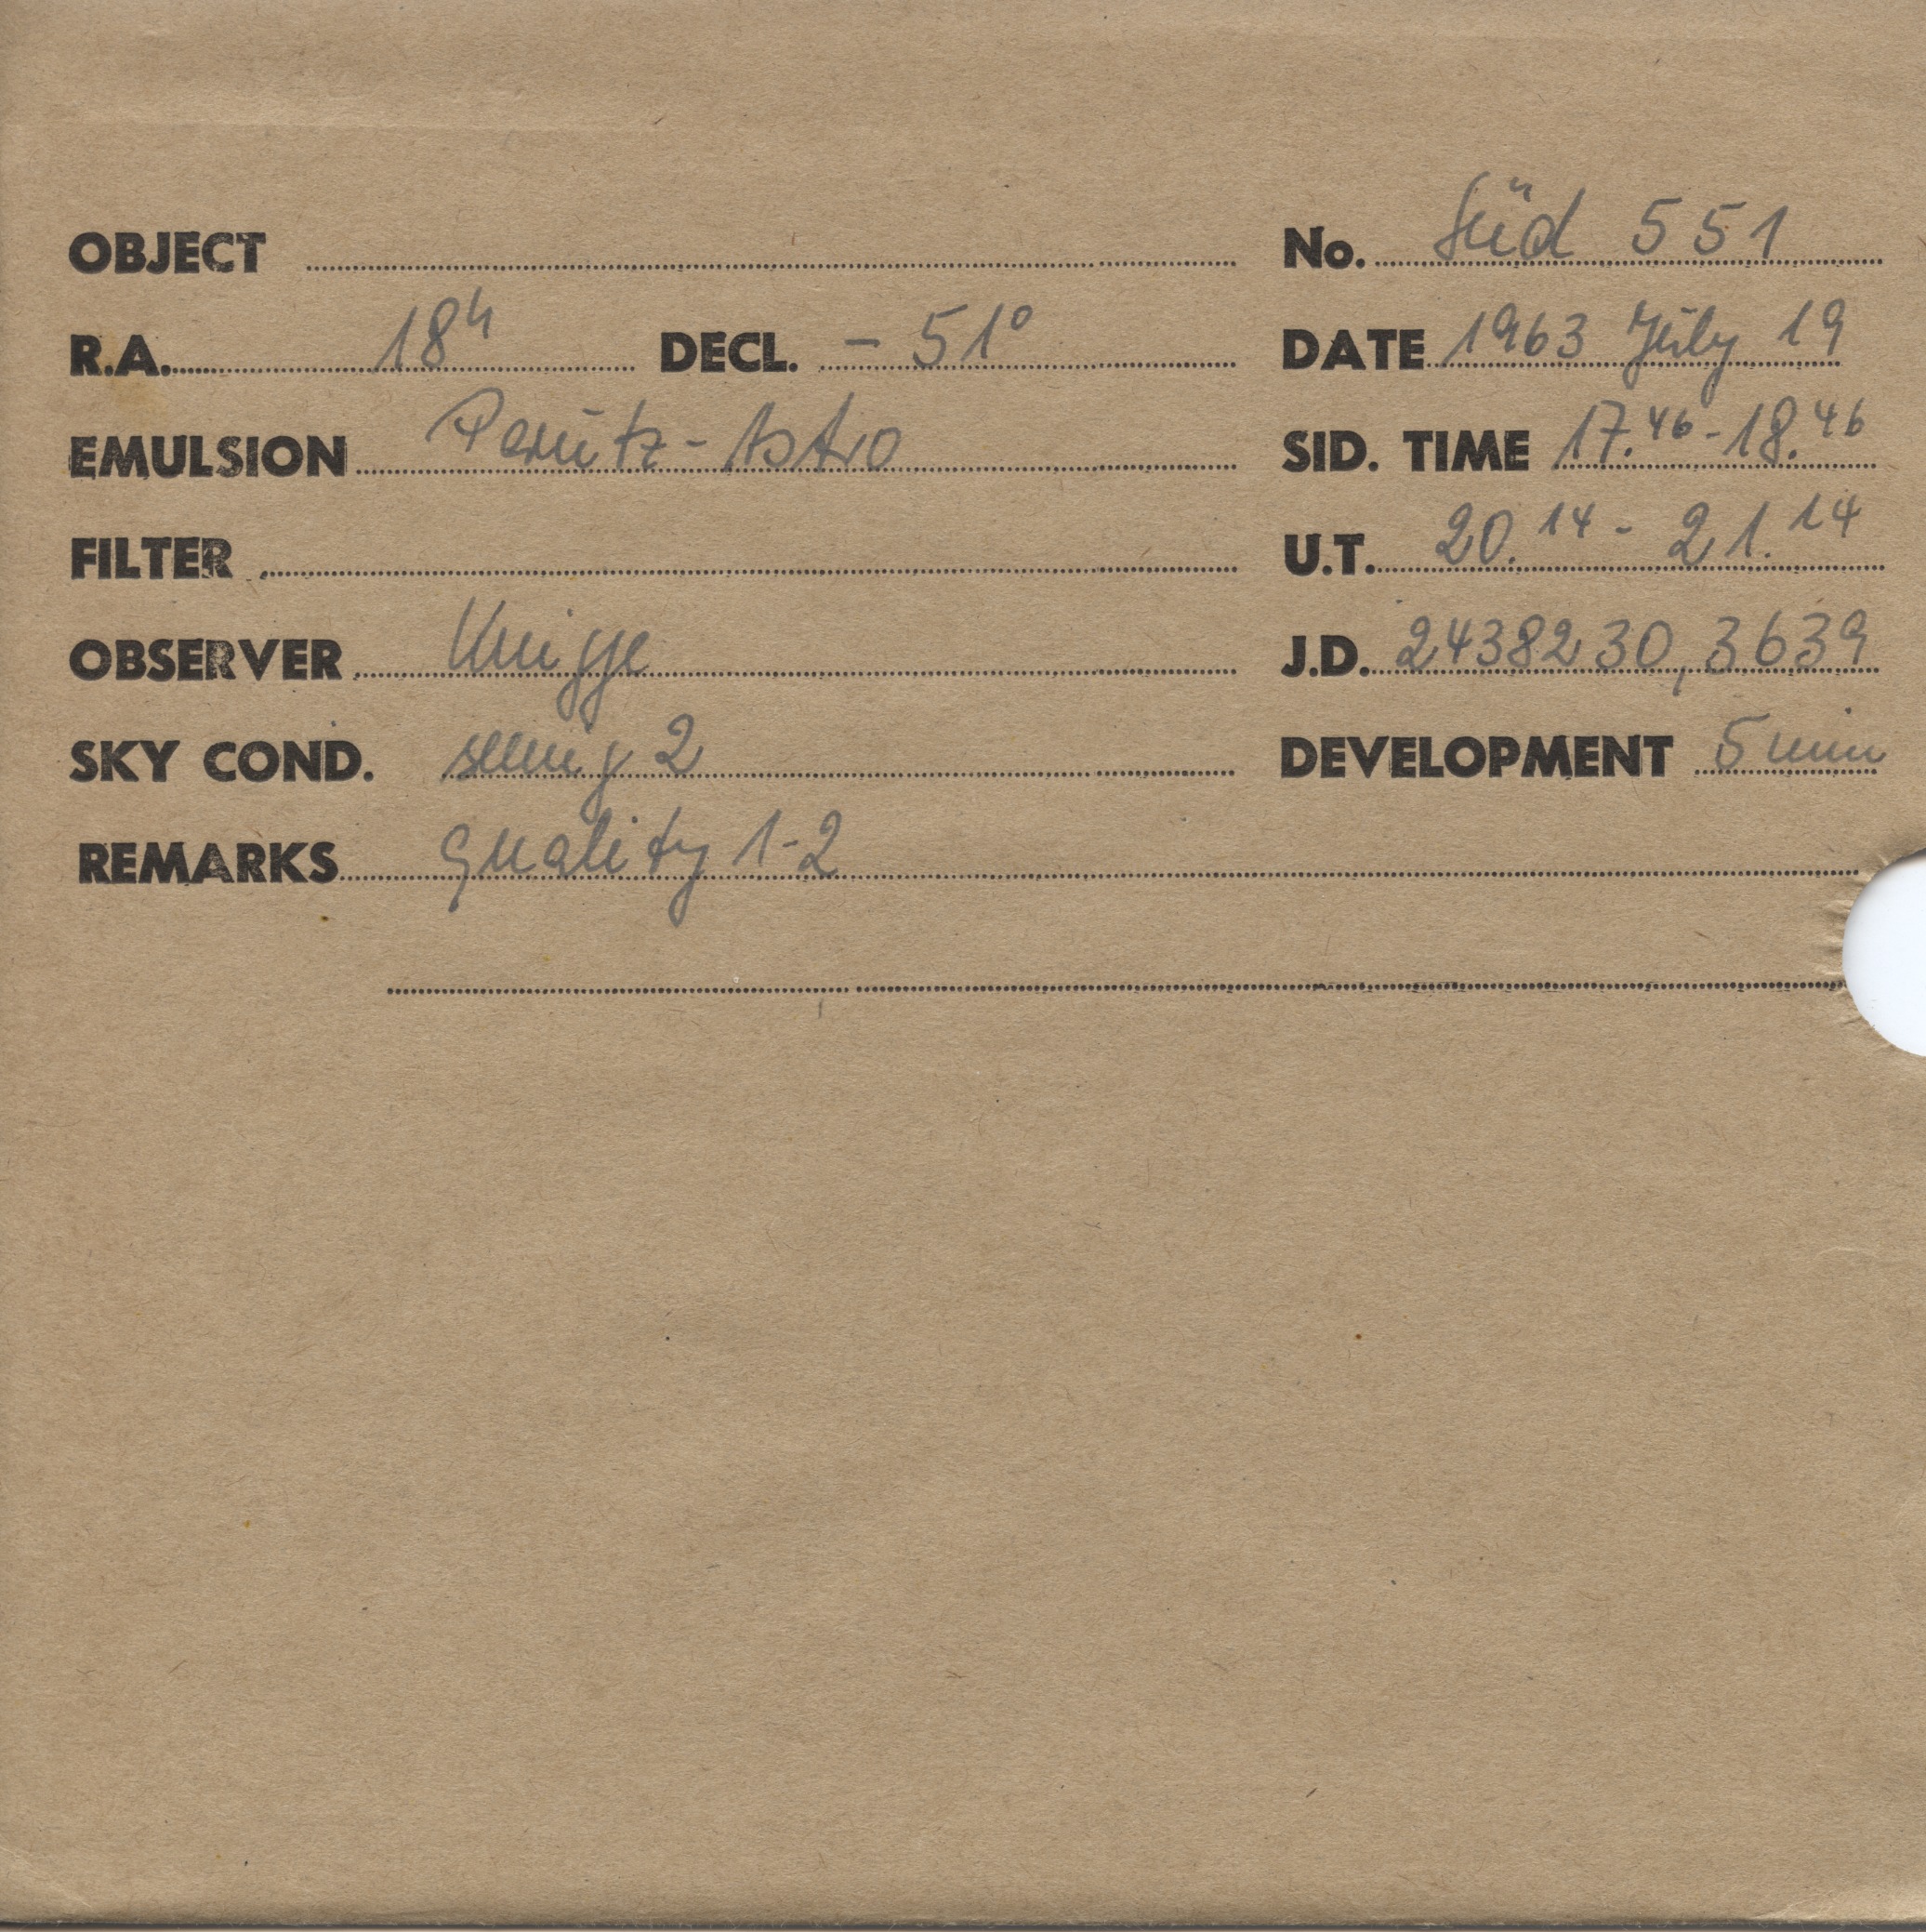 OBJECT No. Süd 551
R.A. 18h DECL. - 51°  DATE 1963 July 19
EMULSION Perutz-Astro SID. TIME 17.46-18.46
FILTER U.T. 20.14 - 21.14
OBSERVER Knigge J.D. 2438230,3639
SKY COND. seeing 2 DEVELOPMENT 5 min
REMARKS quality 1-2